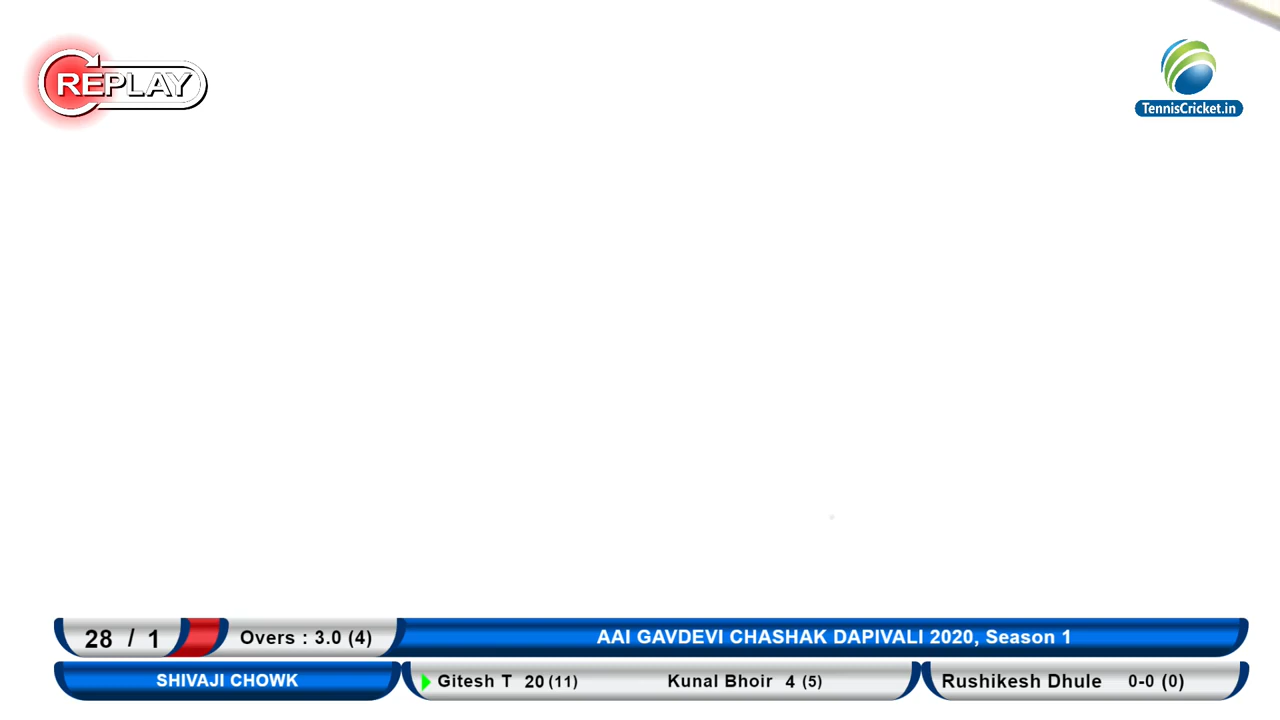 REPLAY
TennisCricket.in
28 / 1
Overs : 3.0 (4)
AAI GAVDEVI CHASHAK DAPIVALI 2020, Season 1
SHIVAJI CHOWK
Gitesh T 20 (11)
Kunal Bhoir 4 (5)
Rushikesh Dhule 0-0 (0)